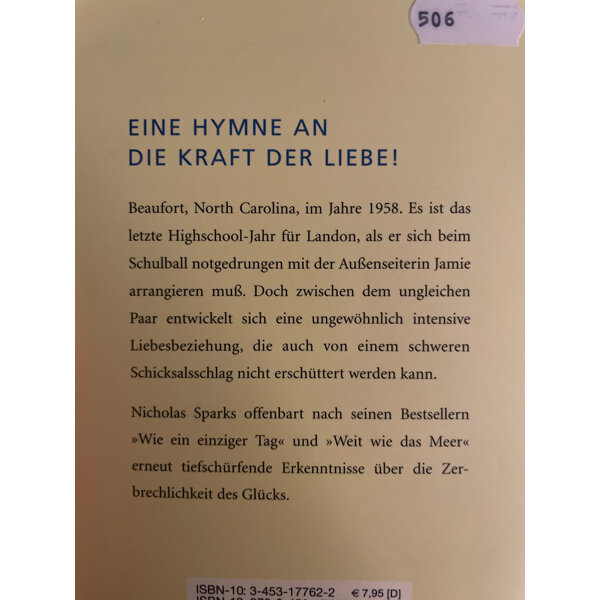 506
EINE HYMNE AN
DIE KRAFT DER LIEBE!
Beaufort, North Carolina, im Jahre 1958. Es ist das
letzte Highschool-Jahr für Landon, als er sich beim
Schulball notgedrungen mit der Außenseiterin Jamie
arrangieren muß. Doch zwischen dem ungleichen
Paar entwickelt sich eine ungewöhnlich intensive
Liebesbeziehung, die auch von einem schweren
Schicksalsschlag nicht erschüttert werden kann.
Nicholas Sparks offenbart nach seinen Bestsellern
»Wie ein einziger Tag« und »Weit wie das Meer«
erneut tiefschürfende Erkenntnisse über die Zer-
brechlichkeit des Glücks.
ISBN-10: 3-453-17762-2 € 7,95 [D]